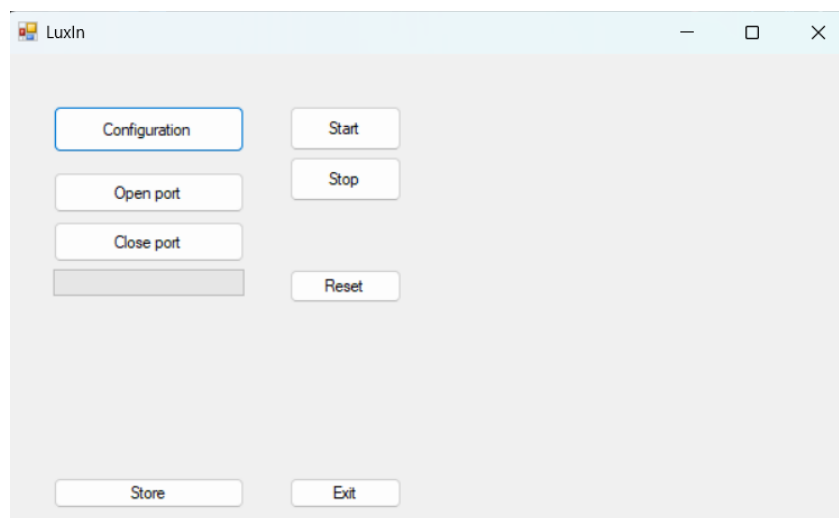 LuxIn
Configuration
Start
Open port
Stop
Close port
Reset
Store
Exit